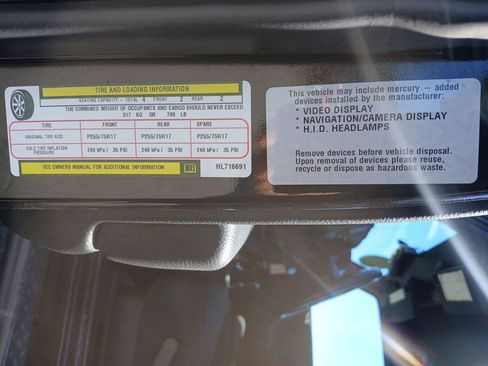 TIRE AND LOADING INFORMATION
SEATING CAPACITY - TOTAL 4 FRONT 2 REAR 2
THE COMBINED WEIGHT OF OCCUPANTS AND CARGO SHOULD NEVER EXCEED
317 KG OR 700 LB
TIRE FRONT REAR SPARE
ORIGINAL TIRE SIZE P255/75R17 P255/75R17 P255/75R17
COLD TIRE INFLATION PRESSURE 240 kPa / 35 PSI 240 kPa / 35 PSI 240 kPa / 35 PSI
SEE OWNERS MANUAL FOR ADDITIONAL INFORMATION HL716691
This vehicle may include mercury – added
devices installed by the manufacturer:
* VIDEO DISPLAY
* NAVIGATION/CAMERA DISPLAY
* H.I.D. HEADLAMPS
Remove devices before vehicle disposal.
Upon removal of devices please reuse,
recycle or dispose as hazardous waste.